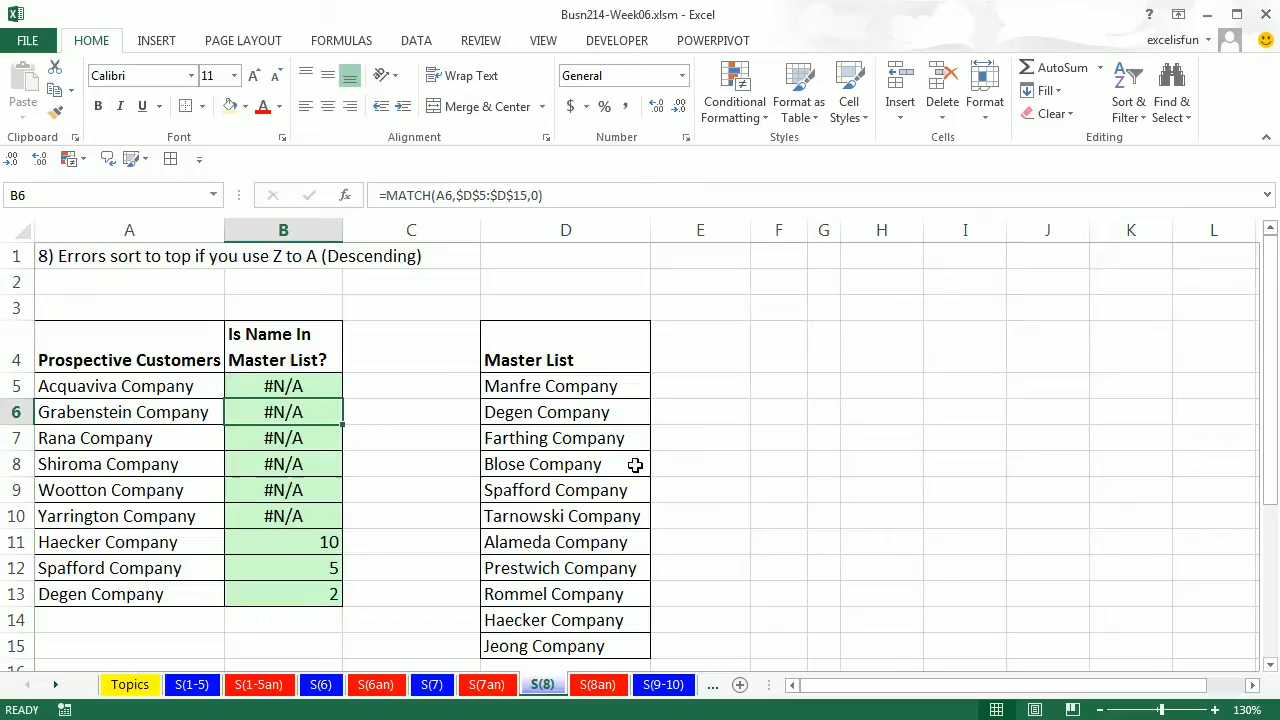 Busn214-Week06.xlsm - Excel
FILE HOME INSERT PAGE LAYOUT FORMULAS DATA REVIEW VIEW DEVELOPER POWERPIVOT excelisfun
Paste
Calibri 11
Wrap Text
Merge & Center
General
Conditional Formatting
Format as Table
Cell Styles
Insert
Delete
Format
AutoSum
Fill
Clear
Sort & Filter
Find & Select
Clipboard Font Alignment Number Styles Cells Editing
B6 fx =MATCH(A6,$D$5:$D$15,0)
A B C D E F G H I J K L
1 8) Errors sort to top if you use Z to A (Descending)
2
3
4 Prospective Customers Is Name In Master List? Master List
5 Acquaviva Company #N/A Manfre Company
6 Grabenstein Company #N/A Degen Company
7 Rana Company #N/A Farthing Company
8 Shiroma Company #N/A Blose Company
9 Wootton Company #N/A Spafford Company
10 Yarrington Company #N/A Tarnowski Company
11 Haecker Company 10 Alameda Company
12 Spafford Company 5 Prestwich Company
13 Degen Company 2 Rommel Company
14 Haecker Company
15 Jeong Company
Topics S(1-5) S(1-5an) S(6) S(6an) S(7) S(7an) S(8) S(8an) S(9-10) ...
READY 130%